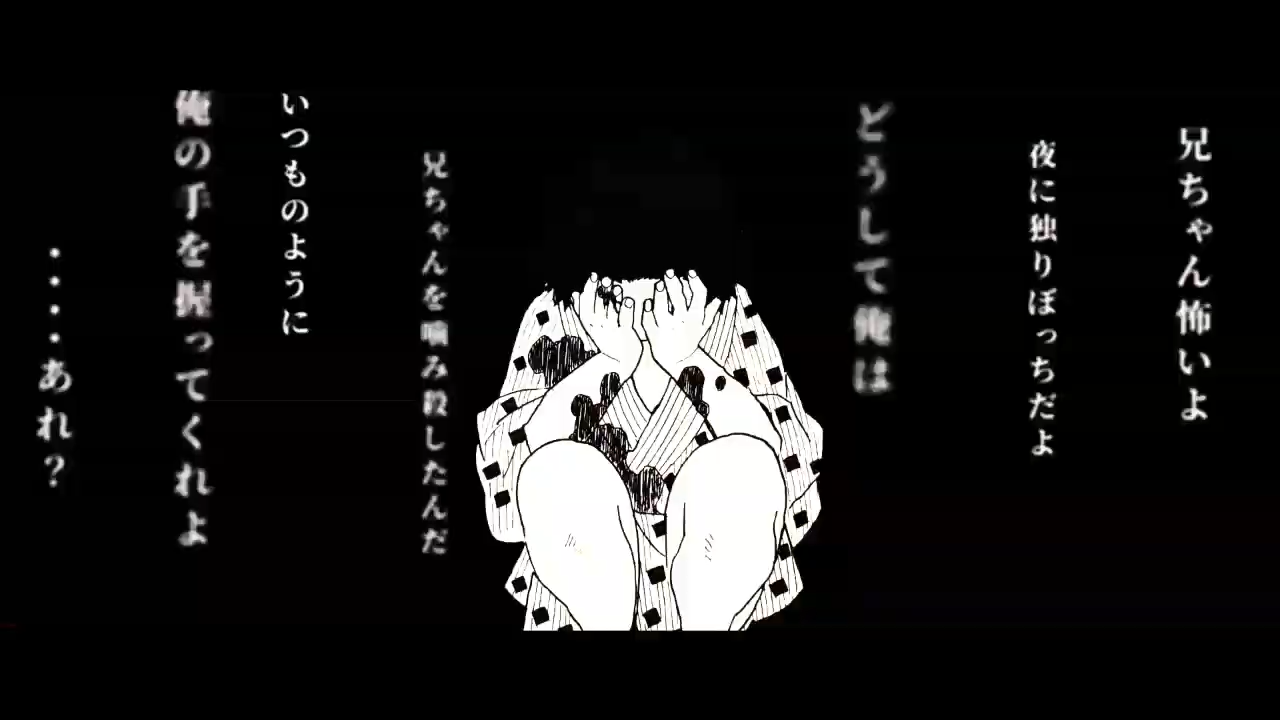 兄ちゃん怖いよ
夜に独りぼっちだよ
どうして俺は
兄ちゃんを噛み殺したんだ
いつものように
俺の手を握ってくれよ
・・・・あれ？